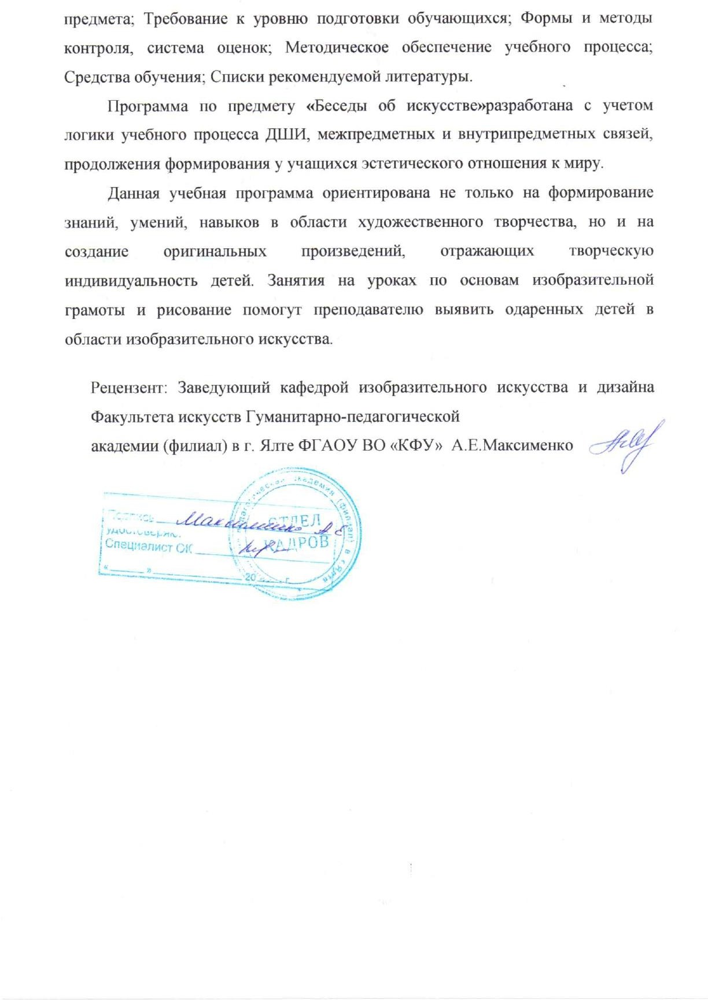 предмета; Требование к уровню подготовки обучающихся; Формы и методы
контроля, система оценок; Методическое обеспечение учебного процесса;
Средства обучения; Списки рекомендуемой литературы.
Программа по предмету «Беседы об искусстве»разработана с учетом
логики учебного процесса ДШИ, межпредметных и внутрипредметных связей,
продолжения формирования у учащихся эстетического отношения к миру.
Данная учебная программа ориентирована не только на формирование
знаний, умений, навыков в области художественного творчества, но и на
создание оригинальных произведений, отражающих творческую
индивидуальность детей. Занятия на уроках по основам изобразительной
грамоты и рисование помогут преподавателю выявить одаренных детей в
области изобразительного искусства.
Рецензент: Заведующий кафедрой изобразительного искусства и дизайна
Факультета искусств Гуманитарно-педагогической
академии (филиал) в г. Ялте ФГАОУ ВО «КФУ» А.Е.Максименко
академия (филиал) в г. Ялте
ОТДЕЛ
КАДРОВ
Подпись Максименко А Е
удостоверяю:
Специалист ОК
« » 20 г.